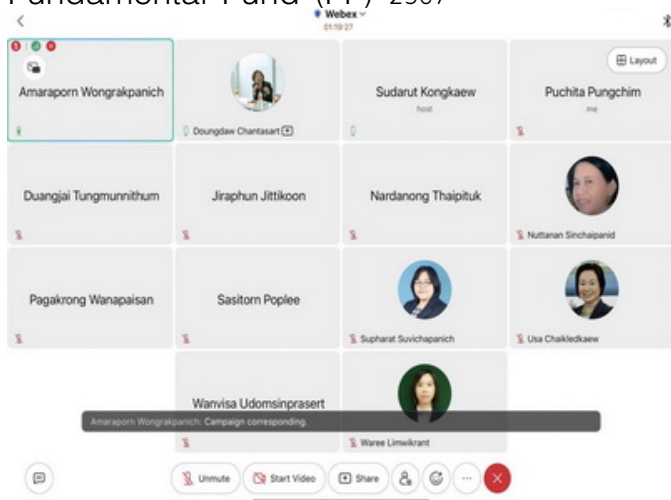 Fundamental Fund (FF) 2567
Webex
01:19:27
Layout
Amaraporn Wongrakpanich
Doungdaw Chantasart
Sudarut Kongkaew
host
Puchita Pungchim
me
Duangjai Tungmunnithum
Jiraphun Jittikoon
Nardanong Thaipituk
Nuttanan Sinchaipanid
Pagakrong Wanapaisan
Sasitorn Poplee
Supharat Suvichapanich
Usa Chaikledkaew
Wanvisa Udomsinprasert
Amaraporn Wongrakpanich: Campaign corresponding.
Waree Limwikrant
Unmute
Start Video
Share